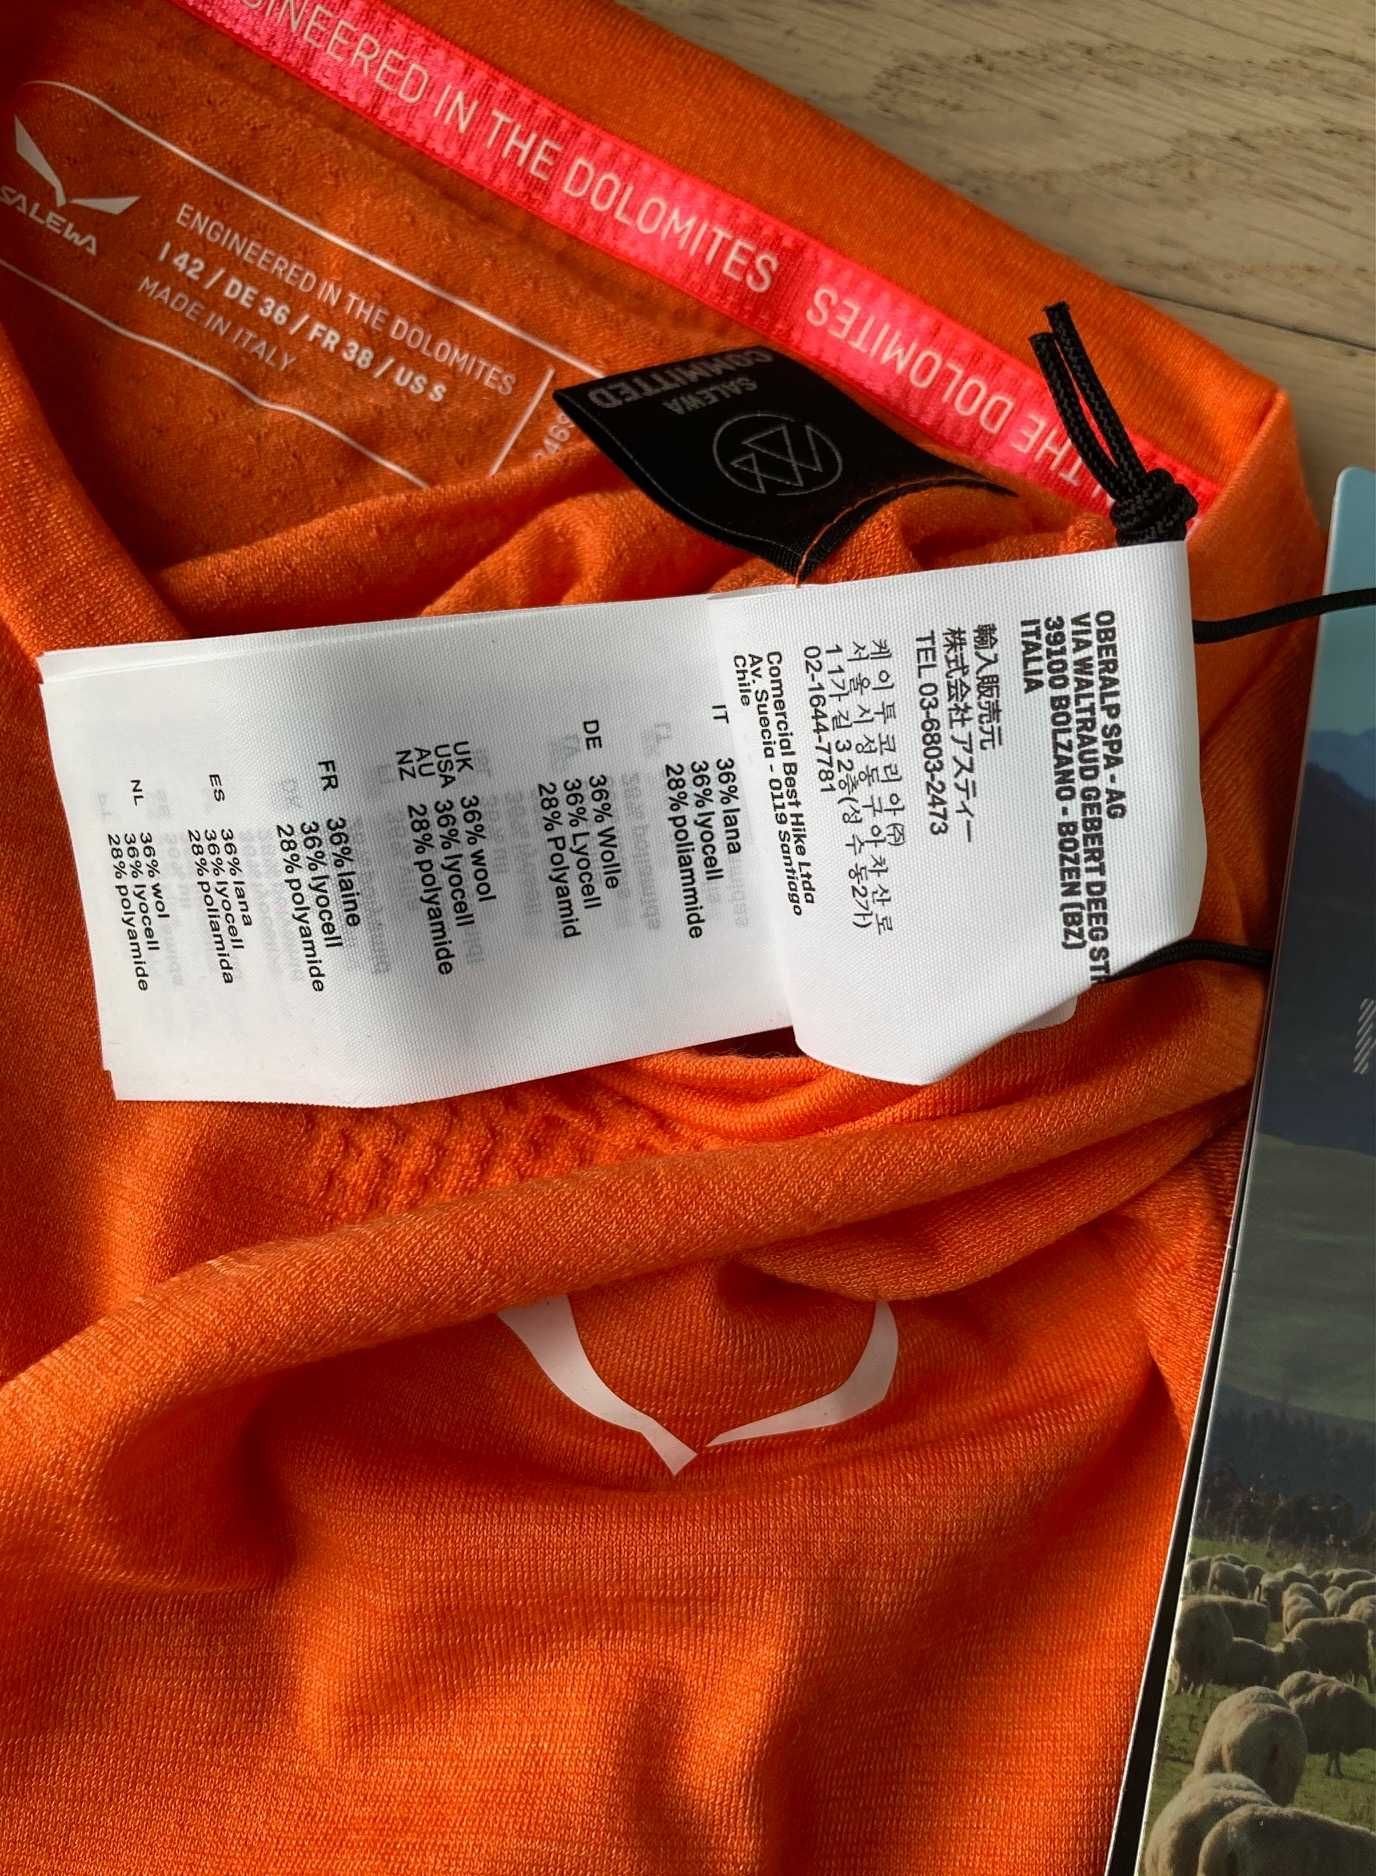 ENGINEERED IN THE DOLOMITES
THE DOLOMITES
SALEWA
ENGINEERED IN THE DOLOMITES
I 42 / DE 36 / FR 38 / US S
MADE IN ITALY
SALEWA
COMMITTED
OBERALP SPA - AG
VIA WALTRAUD GEBERT DEEG
39100 BOLZANO - BOZEN (BZ)
ITALIA
輸入販売元
株式会社 アスティー
TEL 03-6803-2473
케이투코리아㈜
서울시성동구아차산로
11가길32층(성수동2가)
02-1644-7781
Comercial Best Hike Ltda
Av. Suecia - 0119 Santiago
Chile
IT 36% lana
36% lyocell
28% poliammide
DE 36% Wolle
36% Lyocell
28% Polyamid
UK 36% wool
USA 36% lyocell
AU 28% polyamide
NZ
FR 36% laine
36% lyocell
28% polyamide
ES 36% lana
36% lyocell
28% poliamida
NL 36% wol
36% lyocell
28% polyamide